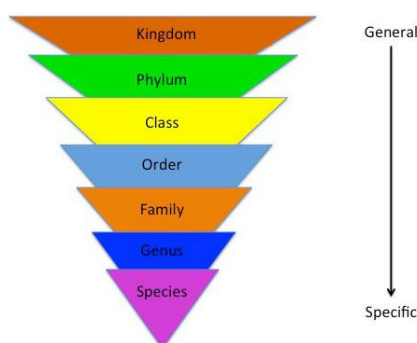 Kingdom
General
Phylum
Class
Order
Family
Genus
Species
Specific